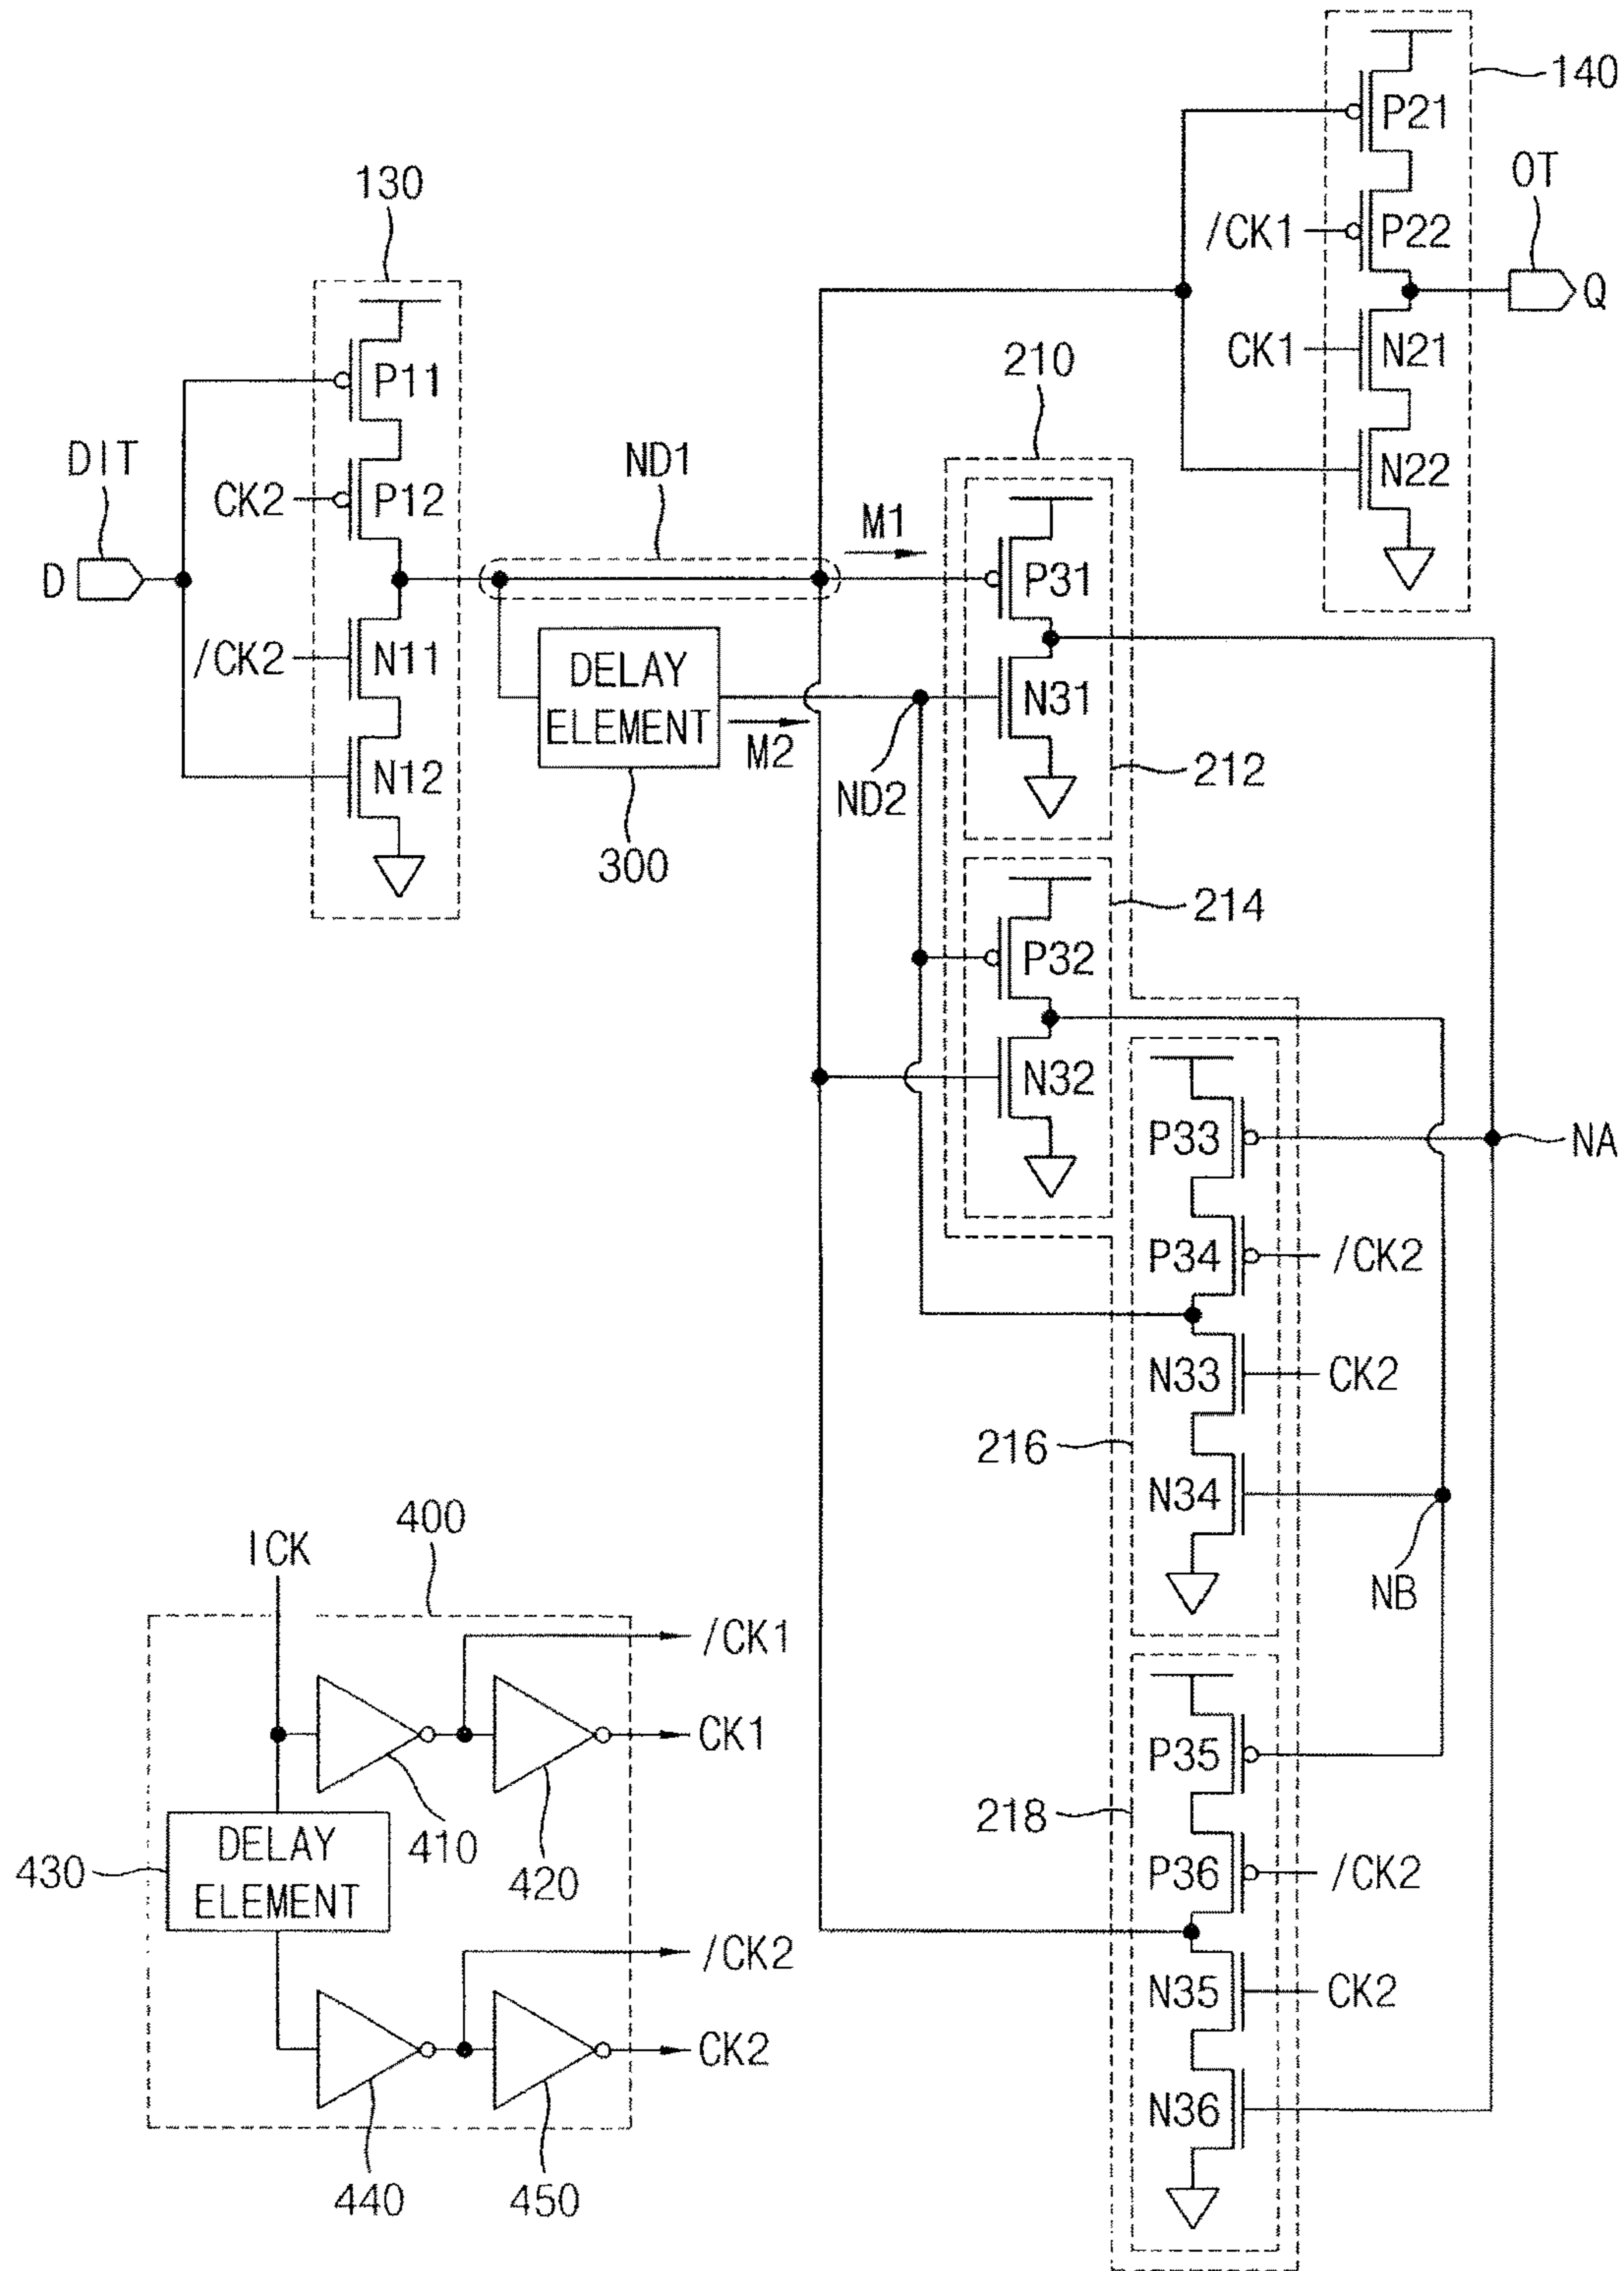 140
P21
OT
130
/CK1
P22
Q
CK1
N21
210
P11
DIT
ND1
N22
CK2
P12
M1
D
P31
/CK2
N11
DELAY
ELEMENT
N31
M2
N12
ND2
212
300
214
P32
N32
P33
NA
P34
/CK2
N33
CK2
216
N34
400
ICK
NB
/CK1
CK1
P35
410
218
DELAY
ELEMENT
430
420
P36
/CK2
/CK2
N35
CK2
CK2
N36
440
450